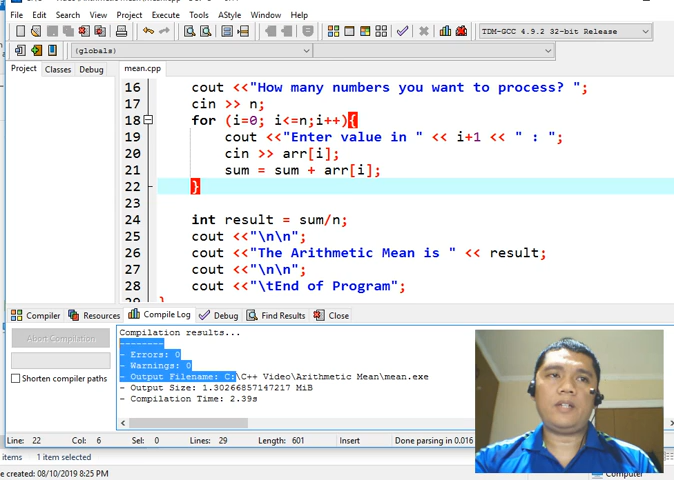 File Edit Search View Project Execute Tools AStyle Window Help
TDM-GCC 4.9.2 32-bit Release
(globals)
Project Classes Debug
mean.cpp
16 cout <<"How many numbers you want to process? ";
17 cin >> n;
18 for (i=0; i<=n;i++){
19 cout <<"Enter value in " << i+1 << " : ";
20 cin >> arr[i];
21 sum = sum + arr[i];
22 }
23
24 int result = sum/n;
25 cout <<"\n\n";
26 cout <<"The Arithmetic Mean is " << result;
27 cout <<"\n\n";
28 cout <<"\tEnd of Program";
Compiler Resources Compile Log Debug Find Results Close
Abort Compilation
Shorten compiler paths
Compilation results...
--------
- Errors: 0
- Warnings: 0
- Output Filename: C:\C++ Video\Arithmetic Mean\mean.exe
- Output Size: 1.30266857147217 MiB
- Compilation Time: 2.39s
Line: 22 Col: 6 Sel: 0 Lines: 29 Length: 601 Insert Done parsing in 0.016
items 1 item selected
e created: 08/10/2019 8:25 PM
Computer